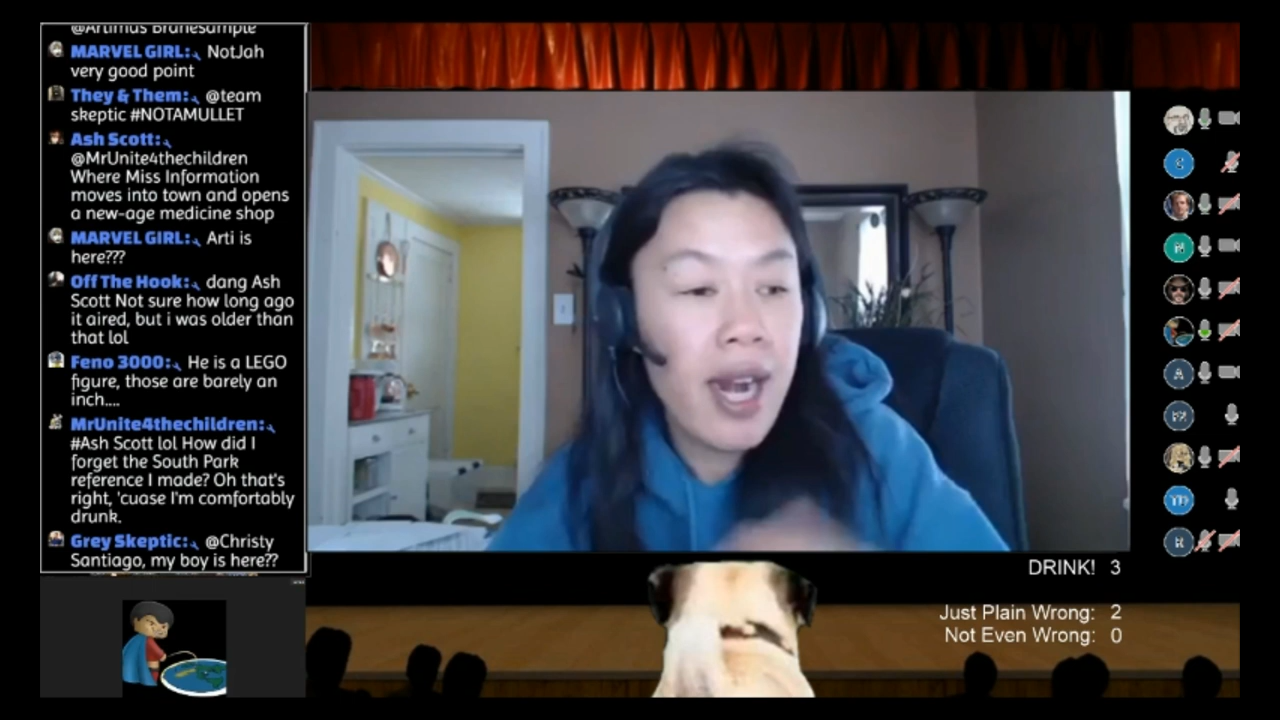 @Artimus Branesample
MARVEL GIRL: NotJah
very good point
They & Them: @team
skeptic #NOTAMULLET
Ash Scott:
@MrUnite4thechildren
Where Miss Information
moves into town and opens
a new-age medicine shop
MARVEL GIRL: Arti is
here???
Off The Hook: dang Ash
Scott Not sure how long ago
it aired, but i was older than
that lol
Feno 3000: He is a LEGO
figure, those are barely an
inch....
MrUnite4thechildren:
#Ash Scott lol How did I
forget the South Park
reference I made? Oh that's
right, 'cuase I'm comfortably
drunk.
Grey Skeptic: @Christy
Santiago, my boy is here??
S
N
A
K
DRINK! 3
Just Plain Wrong: 2
Not Even Wrong: 0